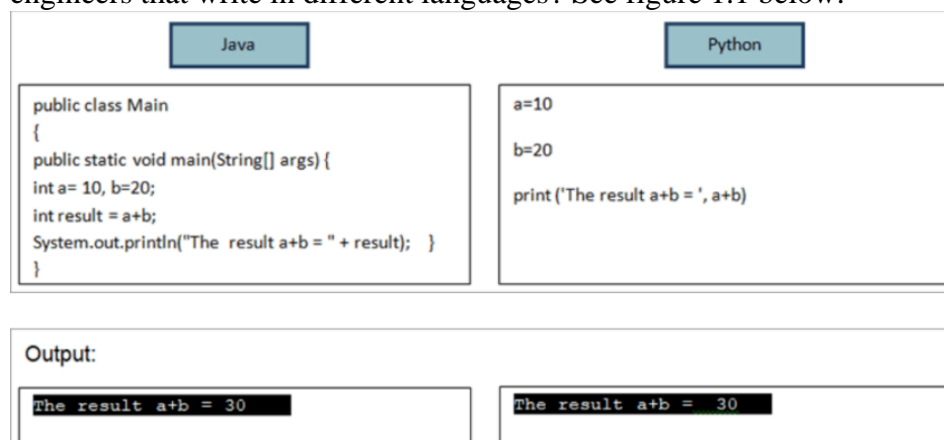 engineers that write in different languages? See figure 1.1 below.
Java
Python
public class Main
{
public static void main(String[] args) {
int a= 10, b=20;
int result = a+b;
System.out.println("The  result a+b = " + result);   }
}
a=10
b=20
print ('The result a+b = ', a+b)
Output:
The result a+b = 30
The result a+b =  30